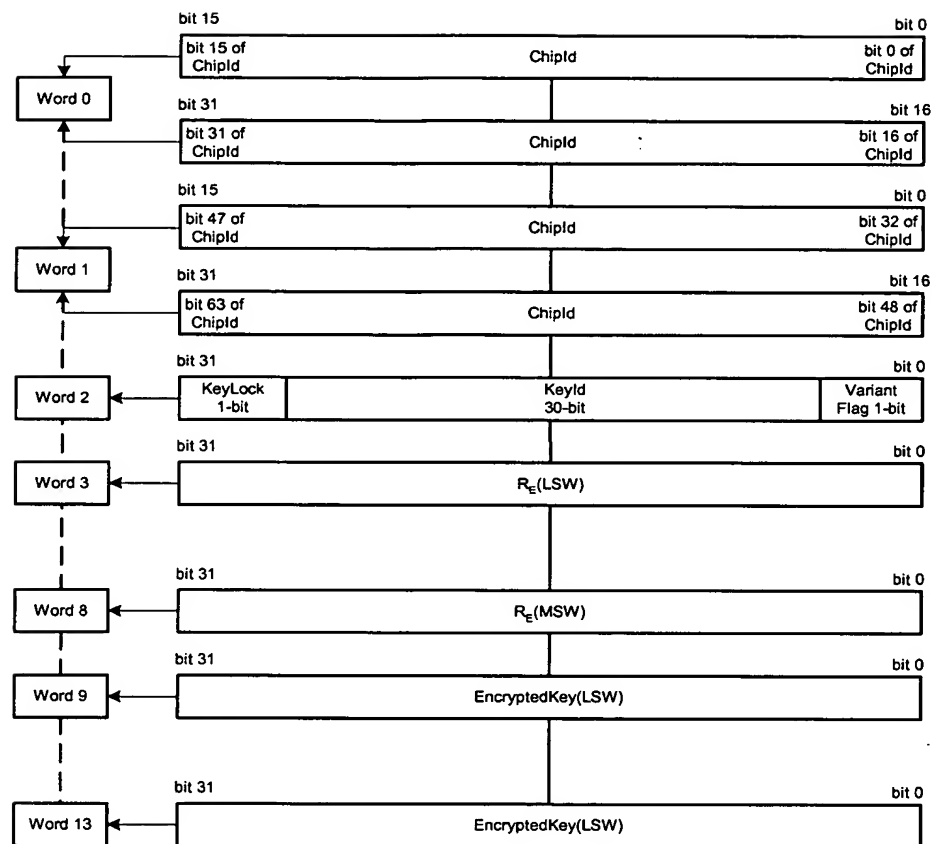 bit 15
bit 0
bit 15 of
ChipId
ChipId
bit 0 of
ChipId
Word 0
bit 31
bit 16
bit 31 of
ChipId
ChipId
bit 16 of
ChipId
bit 15
bit 0
bit 47 of
ChipId
ChipId
bit 32 of
ChipId
Word 1
bit 31
bit 16
bit 63 of
ChipId
ChipId
bit 48 of
ChipId
bit 31
bit 0
Word 2
KeyLock
1-bit
KeyId
30-bit
Variant
Flag 1-bit
bit 31
bit 0
Word 3
R_E(LSW)
bit 31
bit 0
Word 8
R_E(MSW)
bit 31
bit 0
Word 9
EncryptedKey(LSW)
bit 31
bit 0
Word 13
EncryptedKey(LSW)